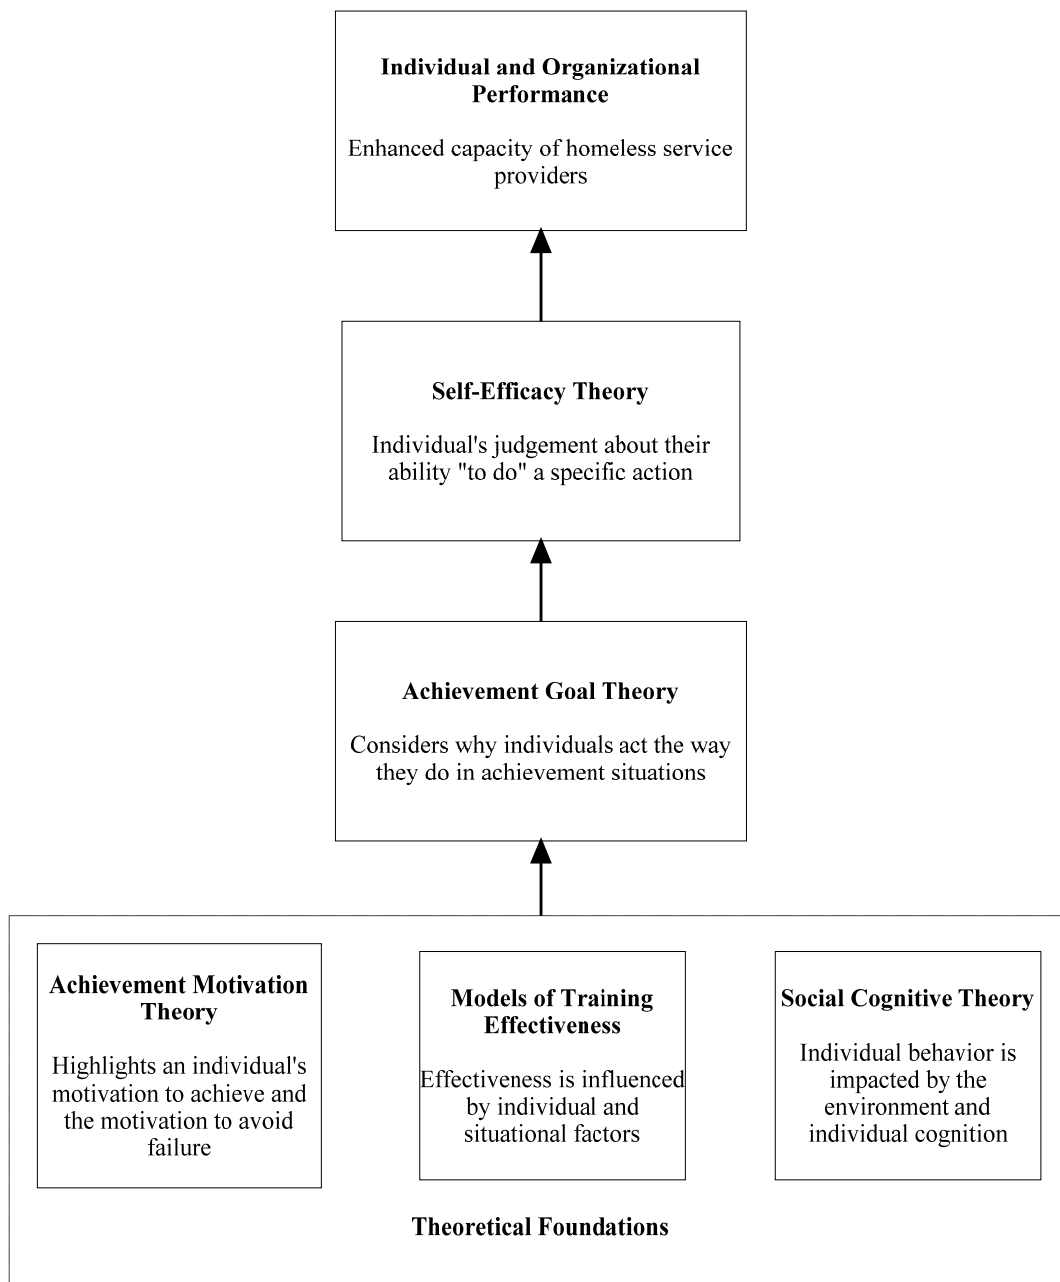 Individual and Organizational
Performance
Enhanced capacity of homeless service
providers
Self-Efficacy Theory
Individual's judgement about their
ability "to do" a specific action
Achievement Goal Theory
Considers why individuals act the way
they do in achievement situations
Achievement Motivation
Theory
Highlights an individual's
motivation to achieve and
the motivation to avoid
failure
Models of Training
Effectiveness
Effectiveness is influenced
by individual and
situational factors
Social Cognitive Theory
Individual behavior is
impacted by the
environment and
individual cognition
Theoretical Foundations